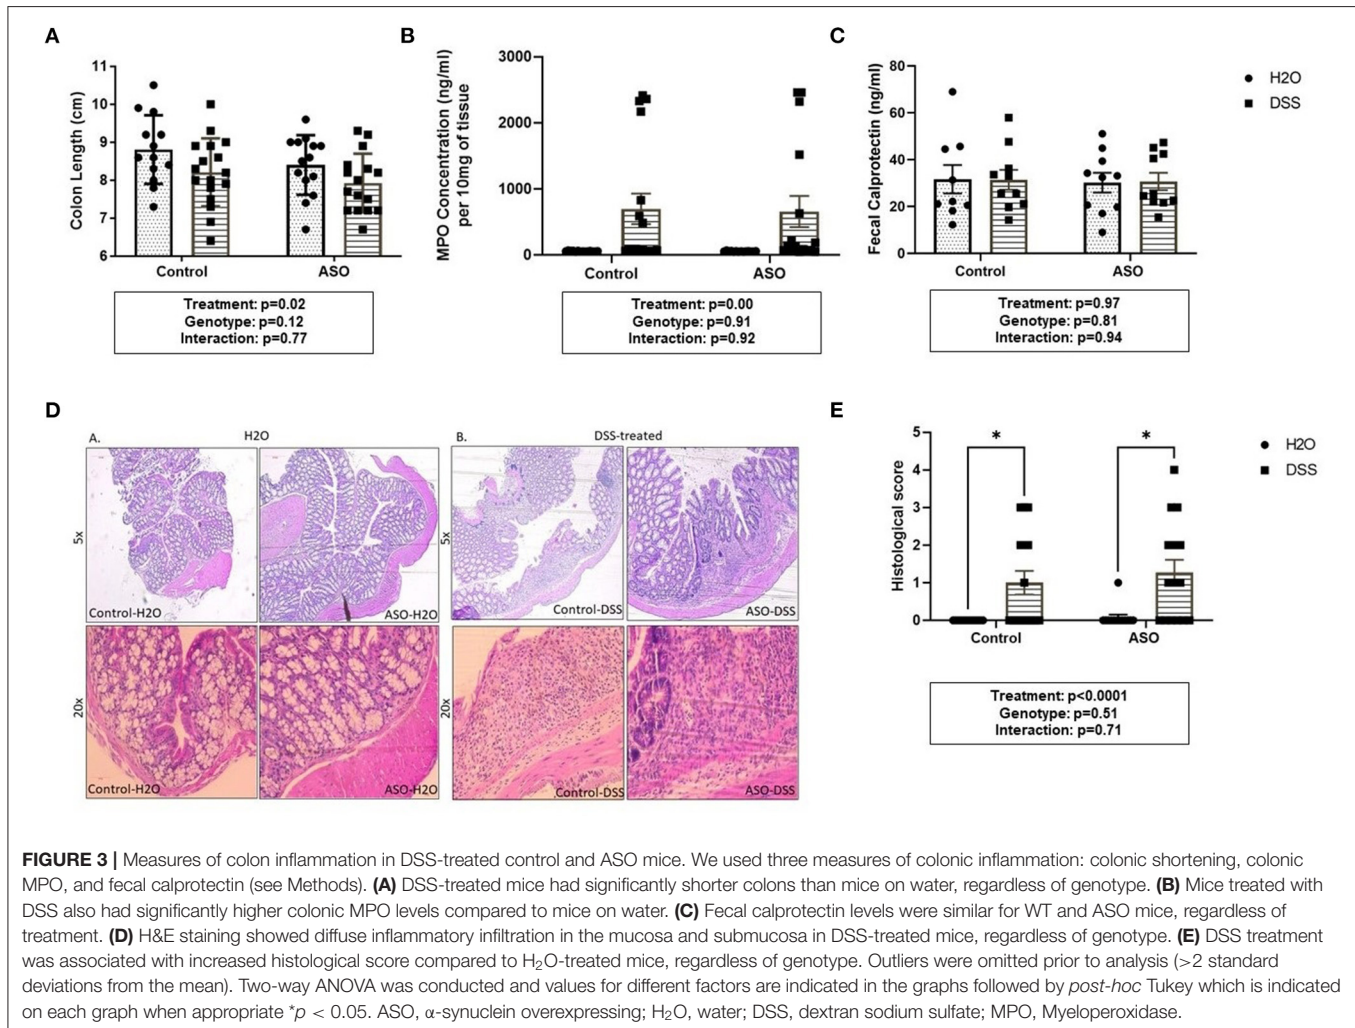 A
Colon Length (cm)
11
10
9
8
7
6
Control
ASO
Treatment: p=0.02
Genotype: p=0.12
Interaction: p=0.77
B
MPO Concentration (ng/ml)
per 10mg of tissue
3000
2000
1000
0
Control
ASO
Treatment: p=0.00
Genotype: p=0.91
Interaction: p=0.92
C
Fecal Calprotectin (ng/ml)
80
60
40
20
0
Control
ASO
H2O
DSS
Treatment: p=0.97
Genotype: p=0.81
Interaction: p=0.94
D
A.
H2O
B.
DSS-treated
5x
Control-H2O
ASO-H2O
5x
Control-DSS
ASO-DSS
20x
Control-H2O
ASO-H2O
20x
Control-DSS
ASO-DSS
E
Histological score
5
4
3
2
1
0
*
*
Control
ASO
H2O
DSS
Treatment: p<0.0001
Genotype: p=0.51
Interaction: p=0.71
FIGURE 3 | Measures of colon inflammation in DSS-treated control and ASO mice. We used three measures of colonic inflammation: colonic shortening, colonic
MPO, and fecal calprotectin (see Methods). (A) DSS-treated mice had significantly shorter colons than mice on water, regardless of genotype. (B) Mice treated with
DSS also had significantly higher colonic MPO levels compared to mice on water. (C) Fecal calprotectin levels were similar for WT and ASO mice, regardless of
treatment. (D) H&E staining showed diffuse inflammatory infiltration in the mucosa and submucosa in DSS-treated mice, regardless of genotype. (E) DSS treatment
was associated with increased histological score compared to H₂O-treated mice, regardless of genotype. Outliers were omitted prior to analysis (>2 standard
deviations from the mean). Two-way ANOVA was conducted and values for different factors are indicated in the graphs followed by post-hoc Tukey which is indicated
on each graph when appropriate *p < 0.05. ASO, α-synuclein overexpressing; H₂O, water; DSS, dextran sodium sulfate; MPO, Myeloperoxidase.